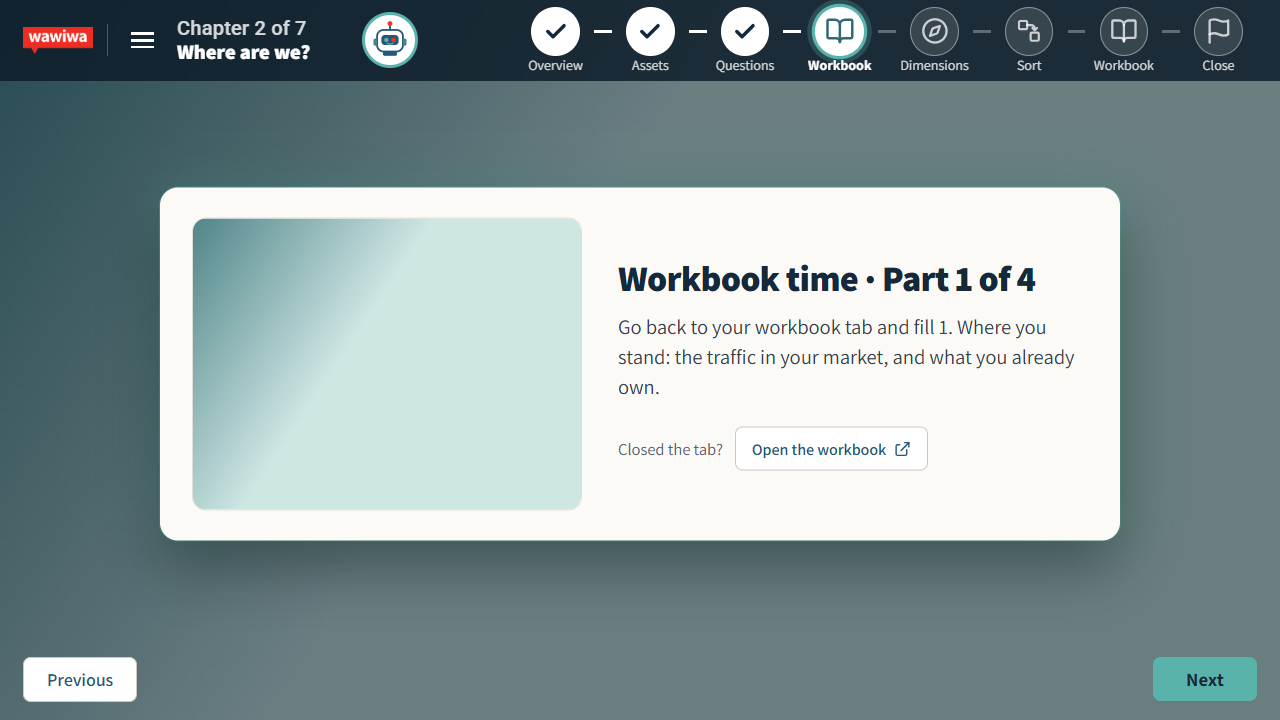 wawiwa
Chapter 2 of 7
Where are we?
Overview
Assets
Questions
Workbook
Dimensions
Sort
Workbook
Close
Workbook time • Part 1 of 4
Go back to your workbook tab and fill 1. Where you
stand: the traffic in your market, and what you already
own.
Closed the tab?
Open the workbook
Previous
Next